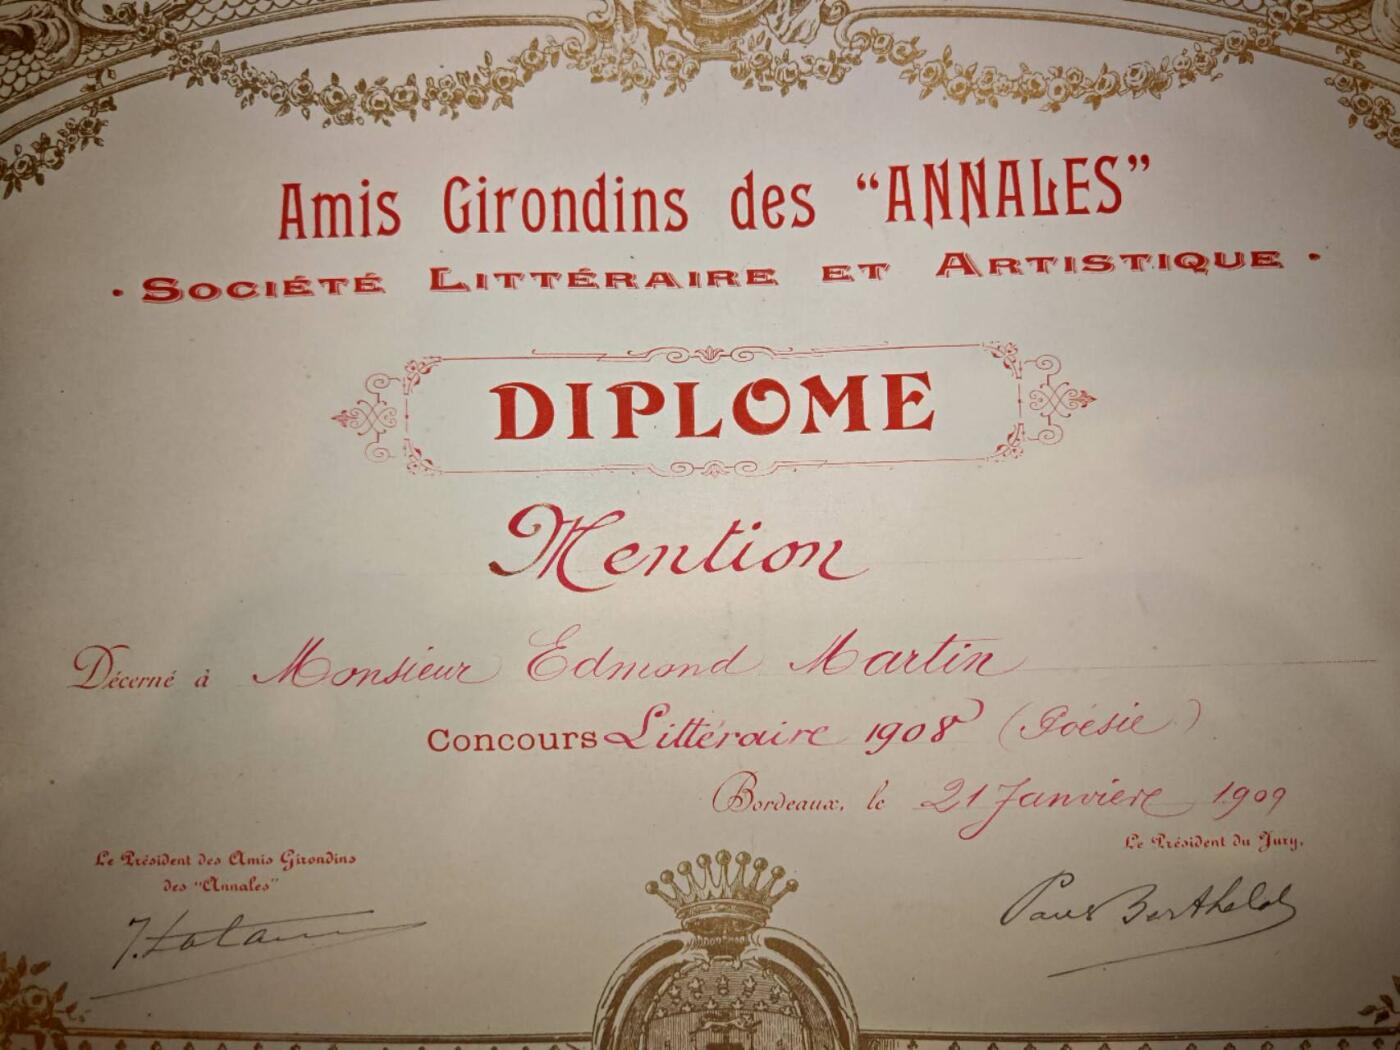 Amis Girondins des “ANNALES”
· SOCIÉTÉ LITTÉRAIRE ET ARTISTIQUE ·
DIPLOME
Mention
Décerné à Monsieur Edmond Martin
Concours Littéraire 1908 (Poésie)
Bordeaux, le 21 Janvière 1909
Le Président du Jury,
Le Président des Amis Girondins
des “Annales”
Paul Berthelot